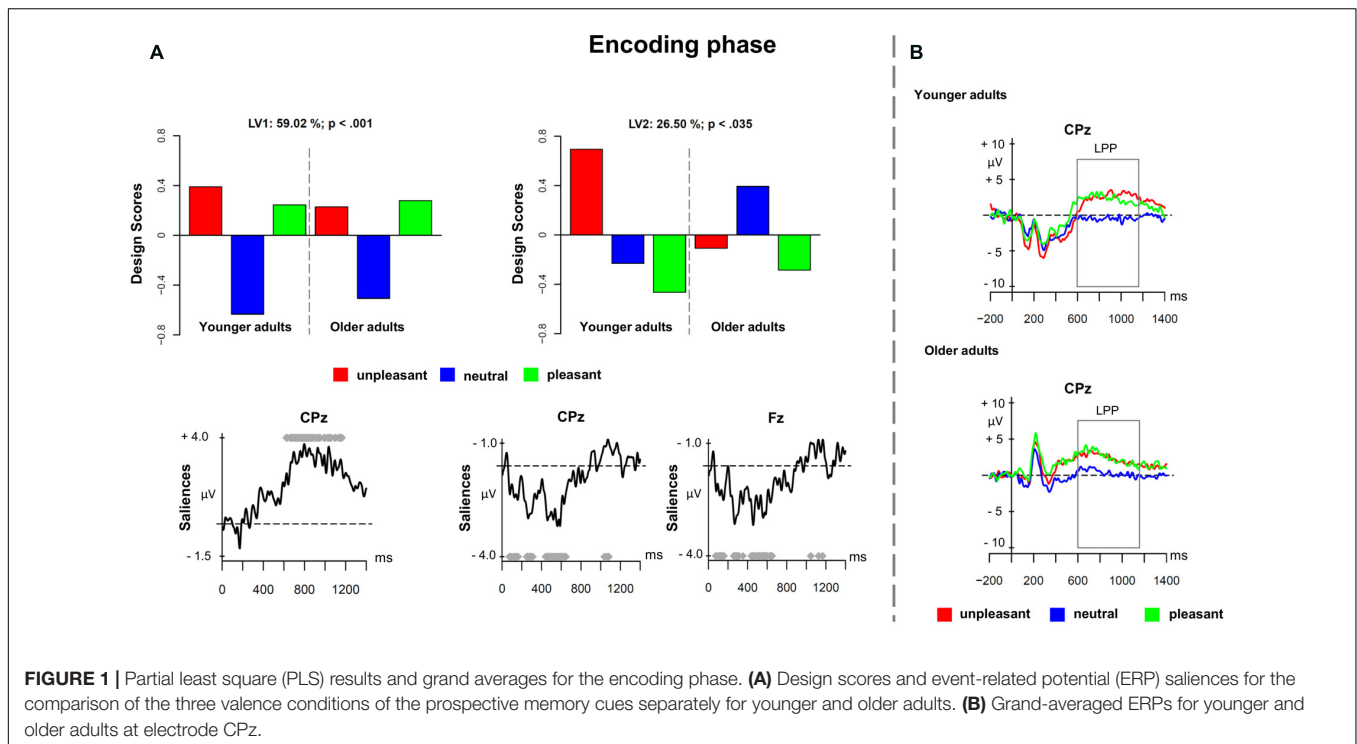 Encoding phase
A
LV1: 59.02 %; p < .001
Design Scores
0.8
0.4
0
−0.4
−0.8
Younger adults
Older adults
LV2: 26.50 %; p < .035
Design Scores
0.8
0.4
0
−0.4
−0.8
Younger adults
Older adults
unpleasant neutral pleasant
CPz
Saliences
+ 4.0
µV
- 1.5
ms
0 400 800 1200
CPz
Saliences
- 1.0
µV
- 4.0
ms
0 400 800 1200
Fz
Saliences
- 1.0
µV
- 4.0
ms
0 400 800 1200
B
Younger adults
CPz
LPP
+ 10
µV
+ 5
0
- 5
- 10
ms
−200 200 600 1000 1400
Older adults
CPz
LPP
+ 10
µV
+ 5
0
- 5
- 10
ms
−200 200 600 1000 1400
unpleasant neutral pleasant
FIGURE 1 | Partial least square (PLS) results and grand averages for the encoding phase. (A) Design scores and event-related potential (ERP) saliences for the
comparison of the three valence conditions of the prospective memory cues separately for younger and older adults. (B) Grand-averaged ERPs for younger and
older adults at electrode CPz.